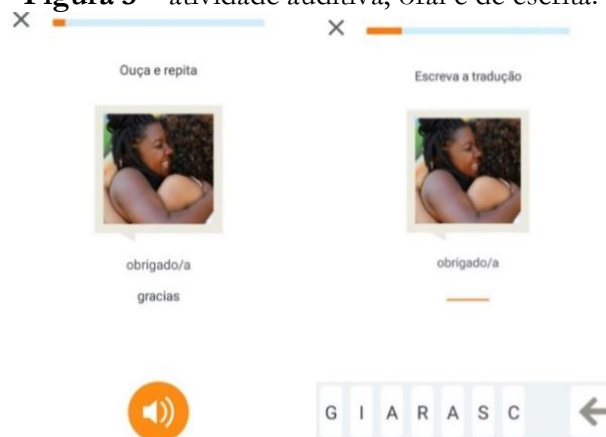 Figura 3 – atividade auditiva, oral e de escrita.
Ouça e repita
obrigado/a
gracias
Escreva a tradução
obrigado/a
G I A R A S C